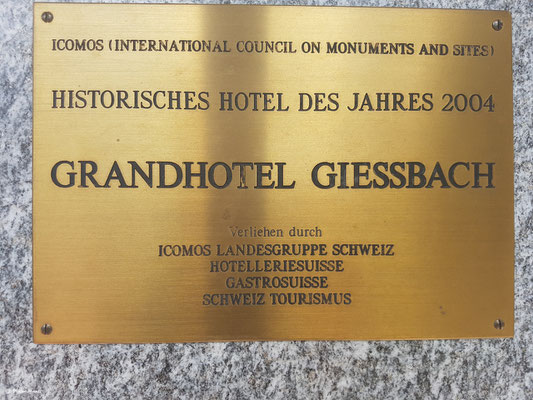 ICOMOS (INTERNATIONAL COUNCIL ON MONUMENTS AND SITES)
HISTORISCHES HOTEL DES JAHRES 2004
GRANDHOTEL GIESSBACH
Verliehen durch
ICOMOS LANDESGRUPPE SCHWEIZ
HOTELLERIESUISSE
GASTROSUISSE
SCHWEIZ TOURISMUS